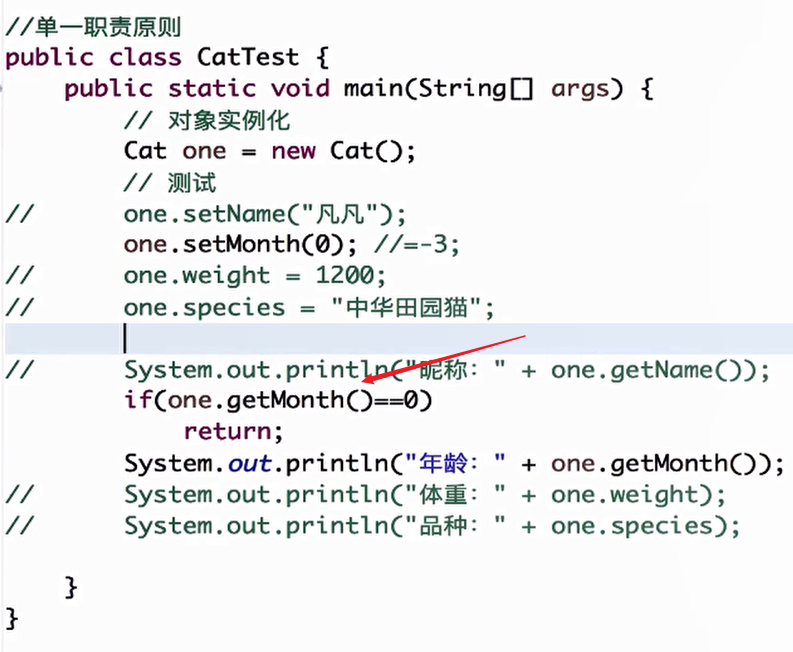 //单一职责原则
public class CatTest {
    public static void main(String[] args) {
        // 对象实例化
        Cat one = new Cat();
        // 测试
//      one.setName("凡凡");
        one.setMonth(0); //=-3;
//      one.weight = 1200;
//      one.species = "中华田园猫";
//      System.out.println("昵称：" + one.getName());
        if(one.getMonth()==0)
            return;
        System.out.println("年龄：" + one.getMonth());
//      System.out.println("体重：" + one.weight);
//      System.out.println("品种：" + one.species);
    }
}